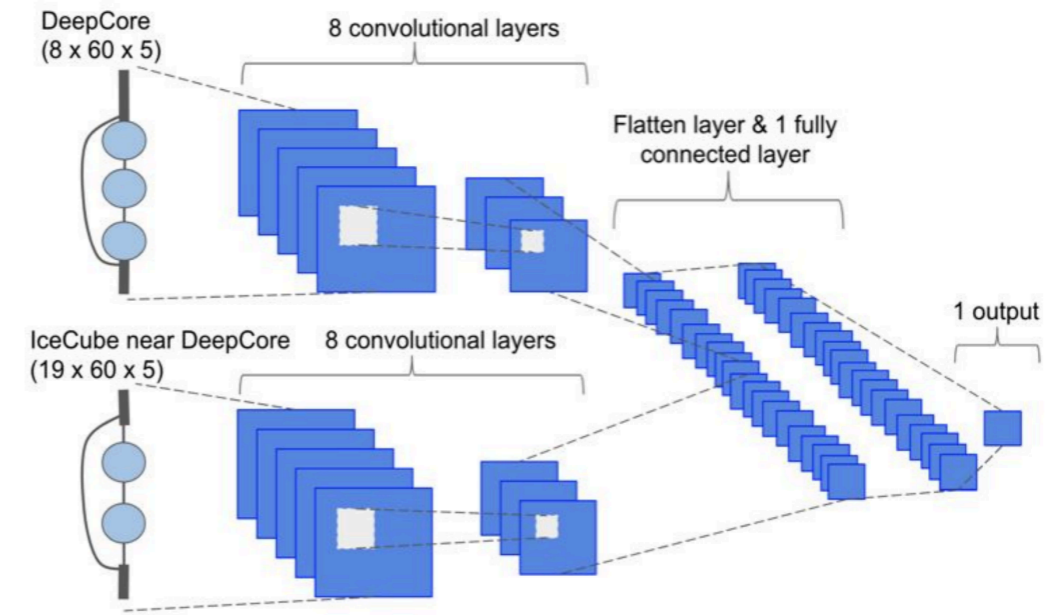 DeepCore
(8 x 60 x 5)
8 convolutional layers
Flatten layer & 1 fully
connected layer
1 output
IceCube near DeepCore
(19 x 60 x 5)
8 convolutional layers